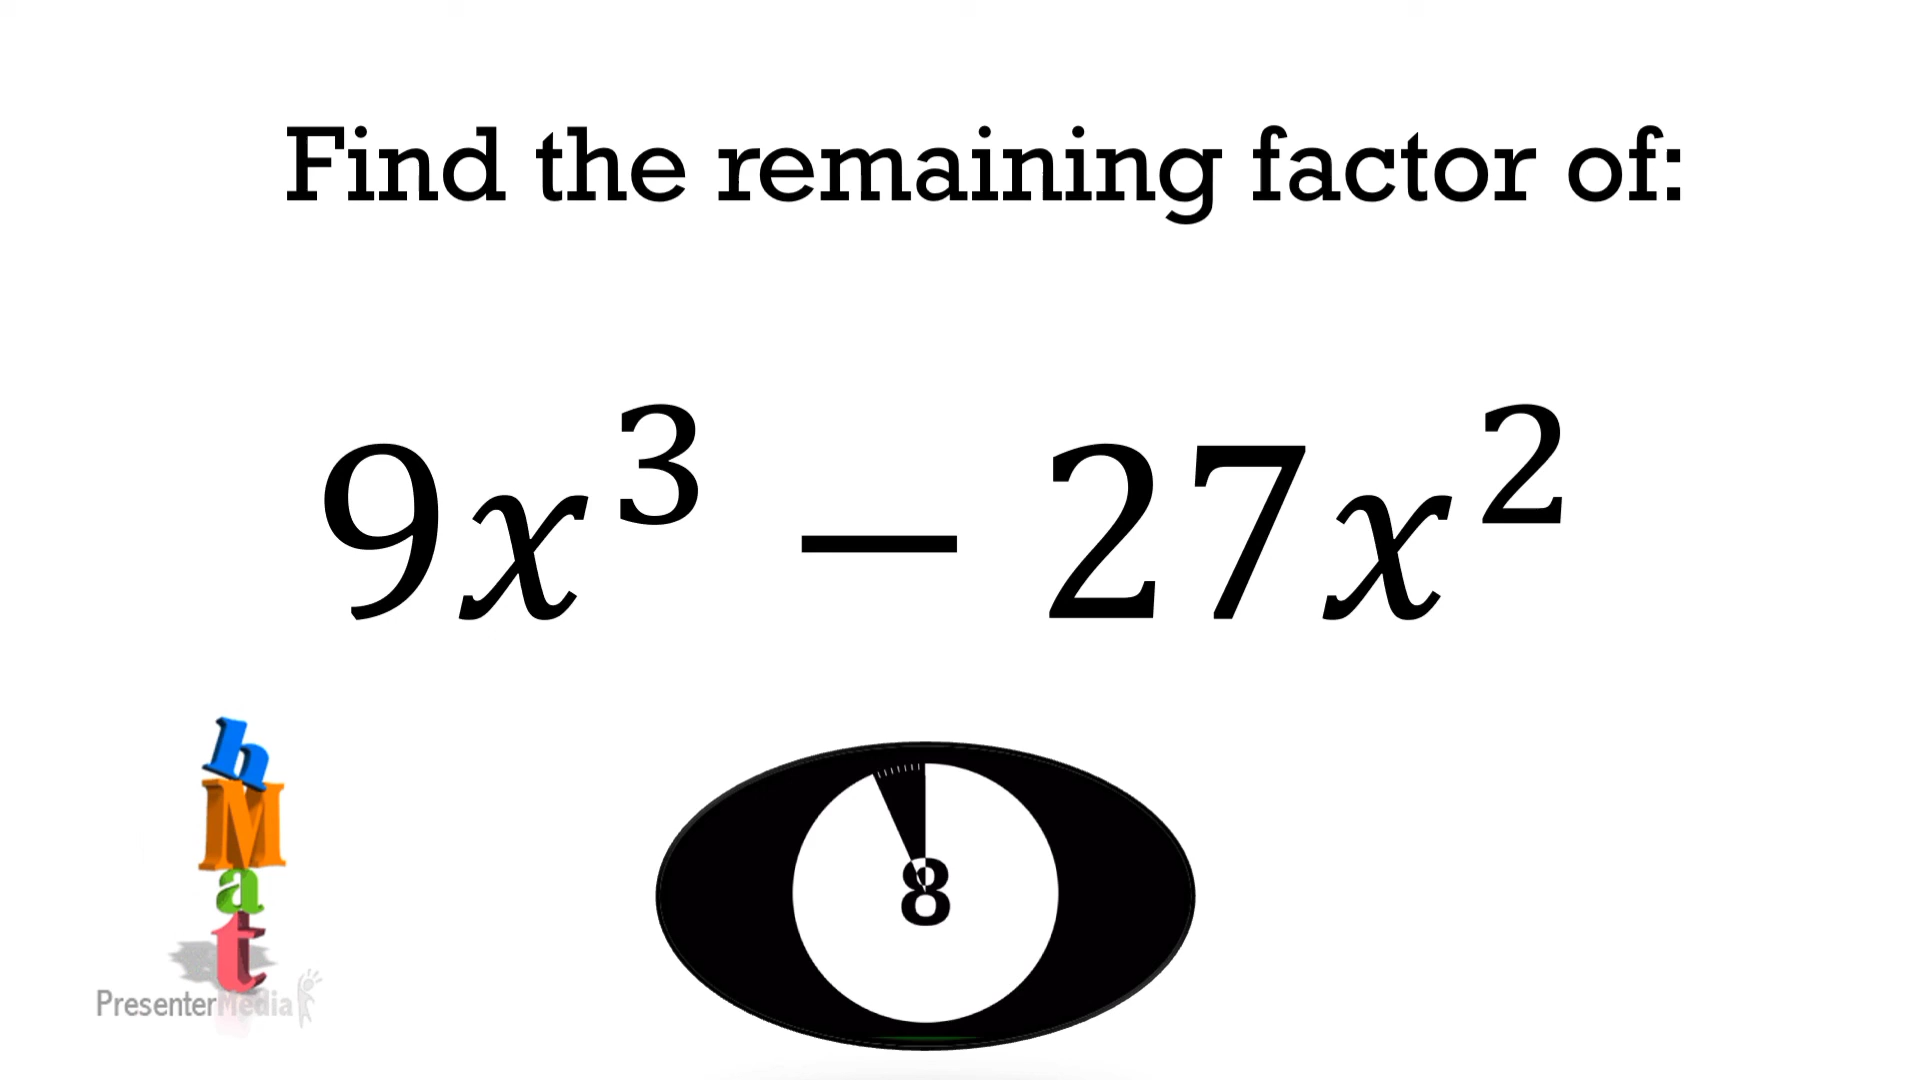 Find the remaining factor of:
9x³ − 27x²
h
M
a
t
8
PresenterMedia